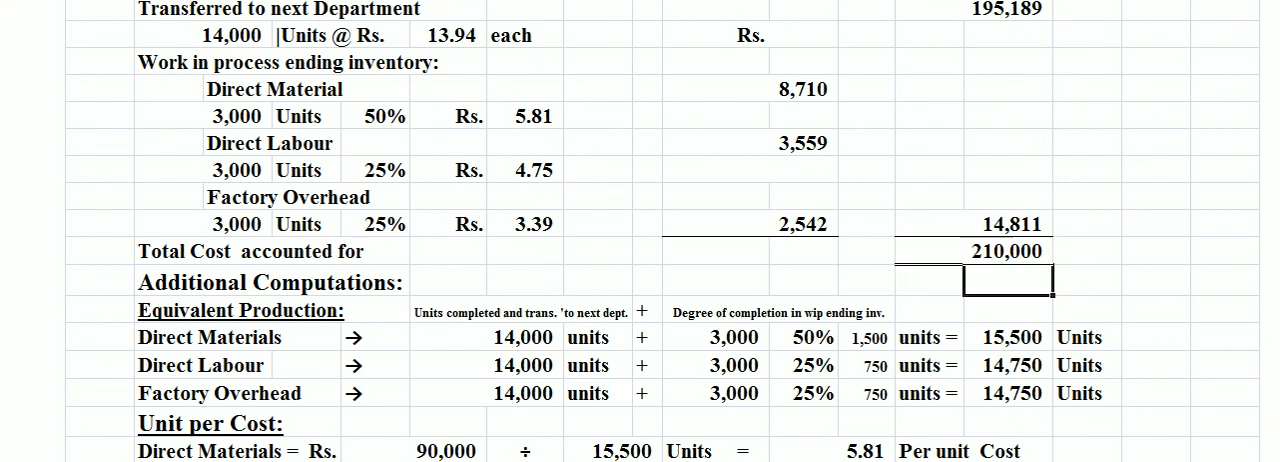 Transferred to next Department 195,189
14,000 |Units @ Rs. 13.94 each Rs.
Work in process ending inventory:
Direct Material 8,710
3,000 Units 50% Rs. 5.81
Direct Labour 3,559
3,000 Units 25% Rs. 4.75
Factory Overhead
3,000 Units 25% Rs. 3.39 2,542 14,811
Total Cost accounted for 210,000
Additional Computations:
Equivalent Production: Units completed and trans. 'to next dept. + Degree of completion in wip ending inv.
Direct Materials → 14,000 units + 3,000 50% 1,500 units = 15,500 Units
Direct Labour → 14,000 units + 3,000 25% 750 units = 14,750 Units
Factory Overhead → 14,000 units + 3,000 25% 750 units = 14,750 Units
Unit per Cost:
Direct Materials = Rs. 90,000 ÷ 15,500 Units = 5.81 Per unit Cost